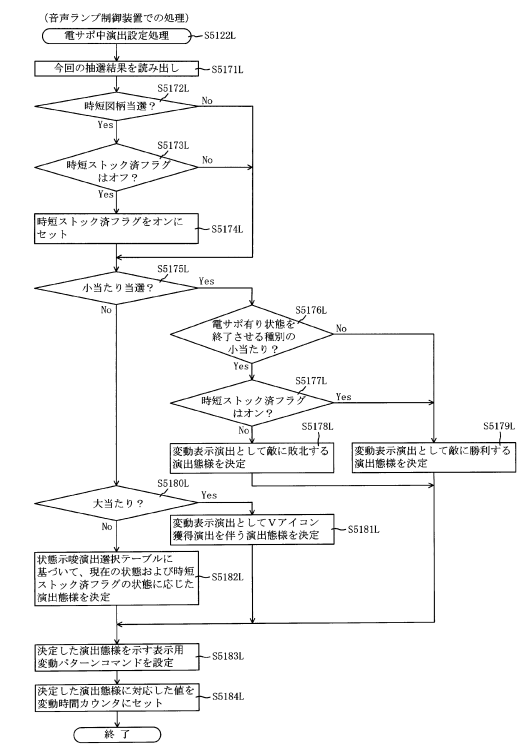 (音声ランプ制御装置での処理)
電サポ中演出設定処理
S5122L
今回の抽選結果を読み出し
S5171L
S5172L
時短図柄当選？
No
Yes
S5173L
時短ストック済フラグ
はオフ？
No
Yes
時短ストック済フラグをオンに
セット
S5174L
S5175L
小当たり当選？
Yes
No
S5176L
電サポ有り状態を
終了させる種別の
小当たり？
No
Yes
S5177L
時短ストック済フラグ
はオン？
Yes
No
S5178L
変動表示演出として敵に敗北する
演出態様を決定
S5179L
変動表示演出として敵に勝利する
演出態様を決定
S5180L
大当たり？
Yes
No
変動表示演出としてVアイコン
獲得演出を伴う演出態様を決定
S5181L
状態示唆演出選択テーブルに
基づいて、現在の状態および時短
ストック済フラグの状態に応じた
演出態様を決定
S5182L
決定した演出態様を示す表示用
変動パターンコマンドを設定
S5183L
決定した演出態様に対応した値を
変動時間カウンタにセット
S5184L
終了